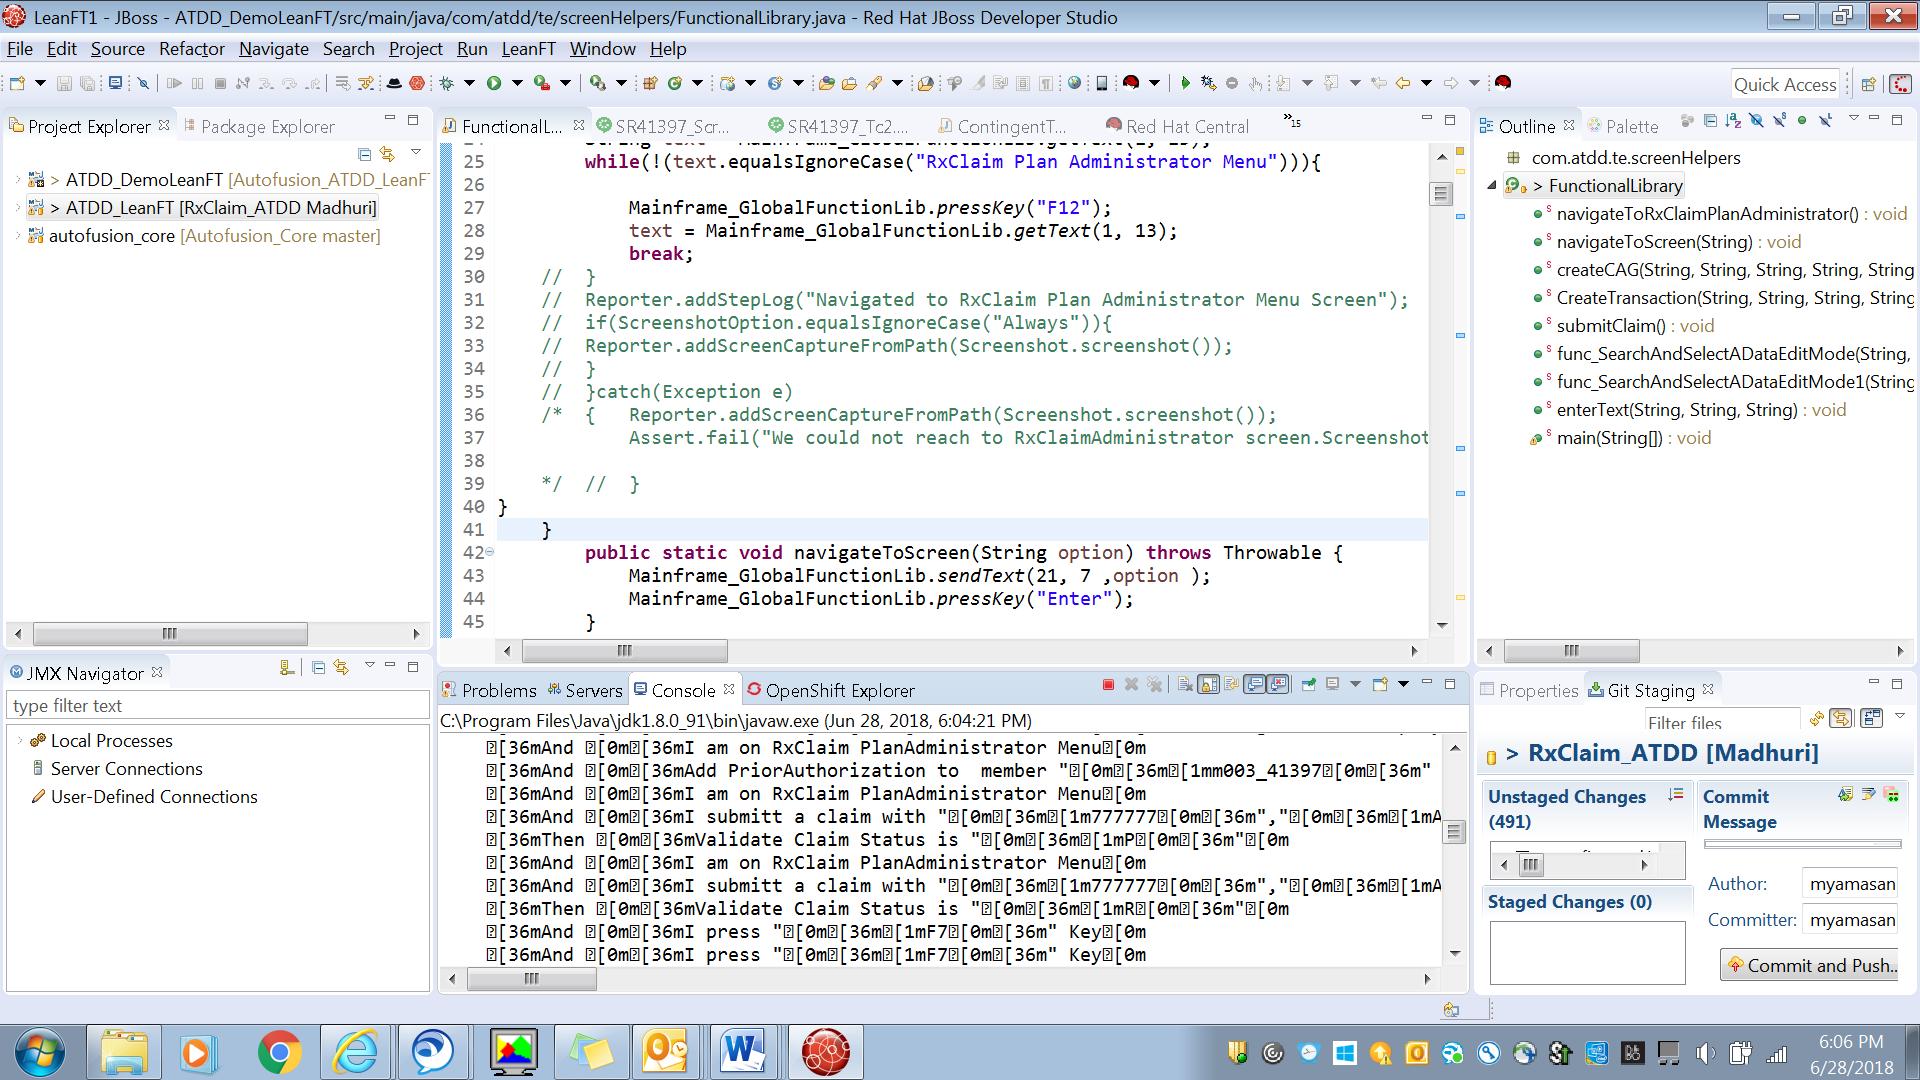 LeanFT1 - JBoss - ATDD_DemoLeanFT/src/main/java/com/atdd/te/screenHelpers/FunctionalLibrary.java - Red Hat JBoss Developer Studio
File Edit Source Refactor Navigate Search Project Run LeanFT Window Help
Quick Access
Project Explorer
Package Explorer
> ATDD_DemoLeanFT [Autofusion_ATDD_LeanFT
> ATDD_LeanFT [RxClaim_ATDD Madhuri]
autofusion_core [Autofusion_Core master]
FunctionalL... SR41397_Scr... SR41397_Tc2.... ContingentT... Red Hat Central »15
25 while(!(text.equalsIgnoreCase("RxClaim Plan Administrator Menu"))){
26
27 Mainframe_GlobalFunctionLib.pressKey("F12");
28 text = Mainframe_GlobalFunctionLib.getText(1, 13);
29 break;
30 // }
31 // Reporter.addStepLog("Navigated to RxClaim Plan Administrator Menu Screen");
32 // if(ScreenshotOption.equalsIgnoreCase("Always")){
33 // Reporter.addScreenCaptureFromPath(Screenshot.screenshot());
34 // }
35 // }catch(Exception e)
36 /* { Reporter.addScreenCaptureFromPath(Screenshot.screenshot());
37 Assert.fail("We could not reach to RxClaimAdministrator screen.Screenshot
38
39 */ // }
40 }
41 }
42 public static void navigateToScreen(String option) throws Throwable {
43 Mainframe_GlobalFunctionLib.sendText(21, 7 ,option );
44 Mainframe_GlobalFunctionLib.pressKey("Enter");
45 }
Outline
Palette
com.atdd.te.screenHelpers
> FunctionalLibrary
navigateToRxClaimPlanAdministrator() : void
navigateToScreen(String) : void
createCAG(String, String, String, String, String
CreateTransaction(String, String, String, String
submitClaim() : void
func_SearchAndSelectADataEditMode(String,
func_SearchAndSelectADataEditMode1(String
enterText(String, String, String) : void
main(String[]) : void
JMX Navigator
type filter text
Local Processes
Server Connections
User-Defined Connections
Problems Servers Console OpenShift Explorer
C:\Program Files\Java\jdk1.8.0_91\bin\javaw.exe (Jun 28, 2018, 6:04:21 PM)
[36mAnd [0m[36mI am on RxClaim PlanAdministrator Menu[0m
[36mAnd [0m[36mAdd PriorAuthorization to  member "[0m[36m[1mm003_41397[0m[36m"
[36mAnd [0m[36mI am on RxClaim PlanAdministrator Menu[0m
[36mAnd [0m[36mI submitt a claim with "[0m[36m[1m777777[0m[36m","[0m[36m[1mA
[36mThen [0m[36mValidate Claim Status is "[0m[36m[1mP[0m[36m"[0m
[36mAnd [0m[36mI am on RxClaim PlanAdministrator Menu[0m
[36mAnd [0m[36mI submitt a claim with "[0m[36m[1m777777[0m[36m","[0m[36m[1mA
[36mThen [0m[36mValidate Claim Status is "[0m[36m[1mR[0m[36m"[0m
[36mAnd [0m[36mI press "[0m[36m[1mF7[0m[36m" Key[0m
[36mAnd [0m[36mI press "[0m[36m[1mF7[0m[36m" Key[0m
Properties Git Staging
Filter files
> RxClaim_ATDD [Madhuri]
Unstaged Changes (491)
Staged Changes (0)
Commit Message
Author: myamasan
Committer: myamasan
Commit and Push...
6:06 PM
6/28/2018